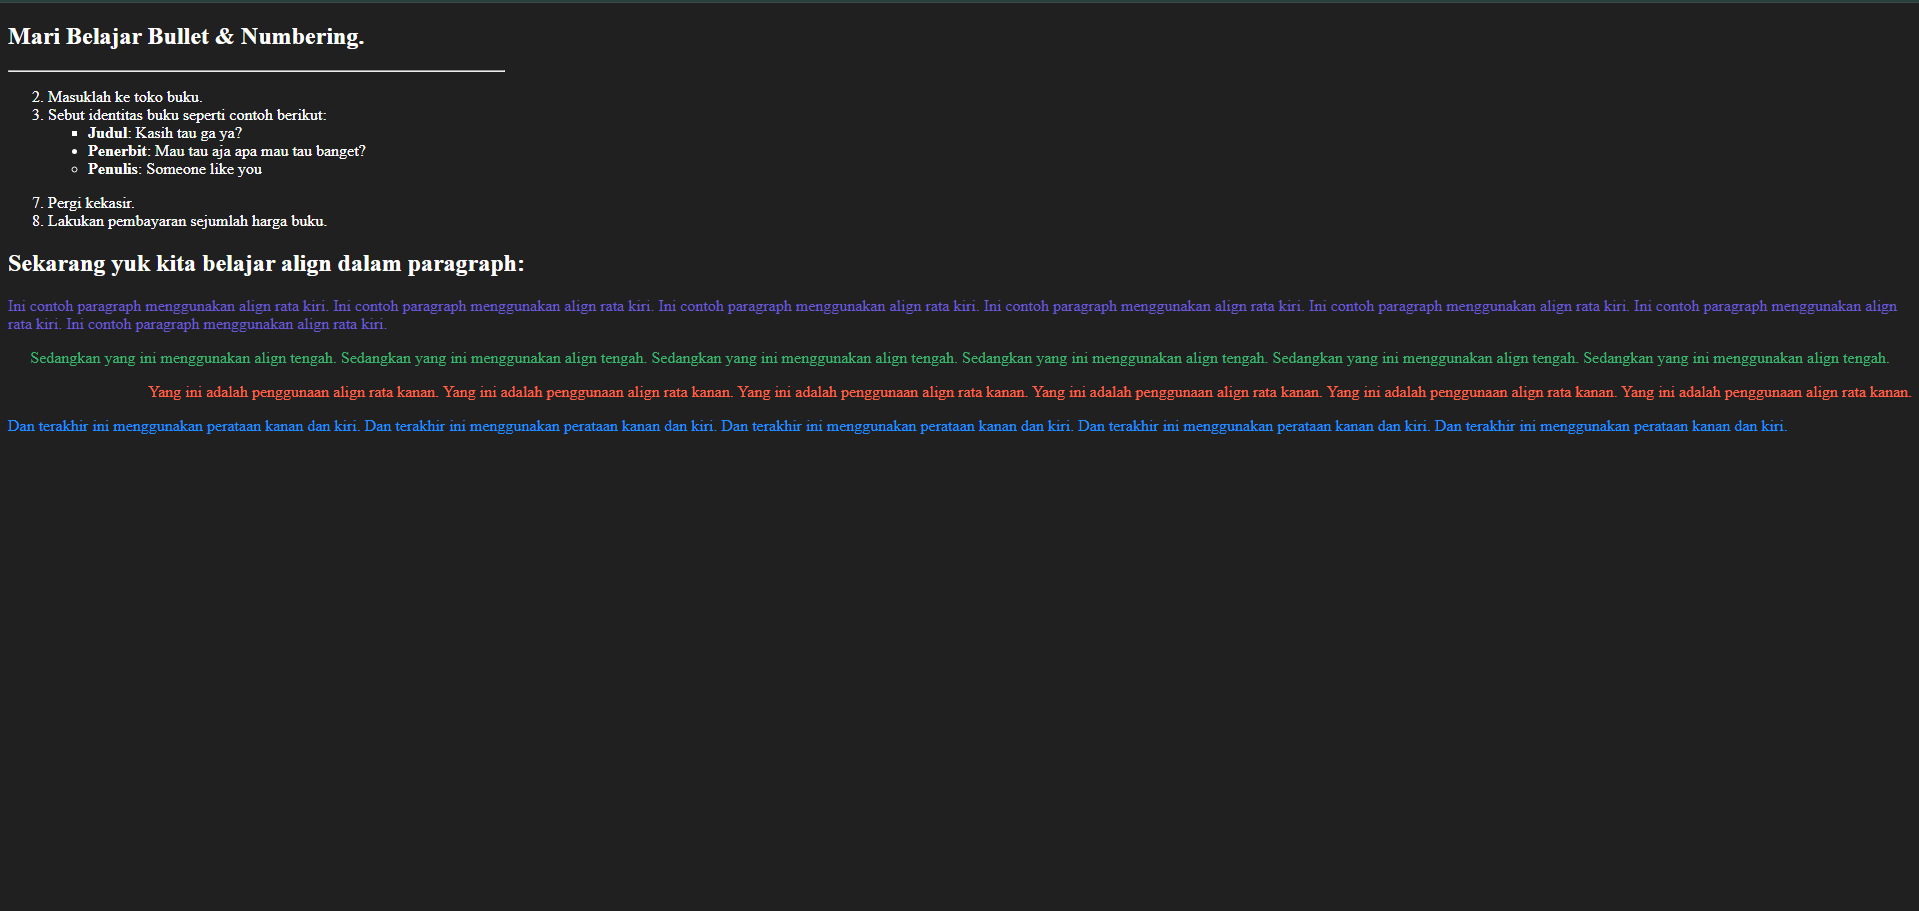 Mari Belajar Bullet & Numbering.
2. Masuklah ke toko buku.
3. Sebut identitas buku seperti contoh berikut:
▪ Judul: Kasih tau ga ya?
• Penerbit: Mau tau aja apa mau tau banget?
◦ Penulis: Someone like you
7. Pergi kekasir.
8. Lakukan pembayaran sejumlah harga buku.
Sekarang yuk kita belajar align dalam paragraph:
Ini contoh paragraph menggunakan align rata kiri. Ini contoh paragraph menggunakan align rata kiri. Ini contoh paragraph menggunakan align rata kiri. Ini contoh paragraph menggunakan align rata kiri. Ini contoh paragraph menggunakan align rata kiri. Ini contoh paragraph menggunakan align
rata kiri. Ini contoh paragraph menggunakan align rata kiri.
Sedangkan yang ini menggunakan align tengah. Sedangkan yang ini menggunakan align tengah. Sedangkan yang ini menggunakan align tengah. Sedangkan yang ini menggunakan align tengah. Sedangkan yang ini menggunakan align tengah. Sedangkan yang ini menggunakan align tengah.
Yang ini adalah penggunaan align rata kanan. Yang ini adalah penggunaan align rata kanan. Yang ini adalah penggunaan align rata kanan. Yang ini adalah penggunaan align rata kanan. Yang ini adalah penggunaan align rata kanan. Yang ini adalah penggunaan align rata kanan.
Dan terakhir ini menggunakan perataan kanan dan kiri. Dan terakhir ini menggunakan perataan kanan dan kiri. Dan terakhir ini menggunakan perataan kanan dan kiri. Dan terakhir ini menggunakan perataan kanan dan kiri. Dan terakhir ini menggunakan perataan kanan dan kiri.